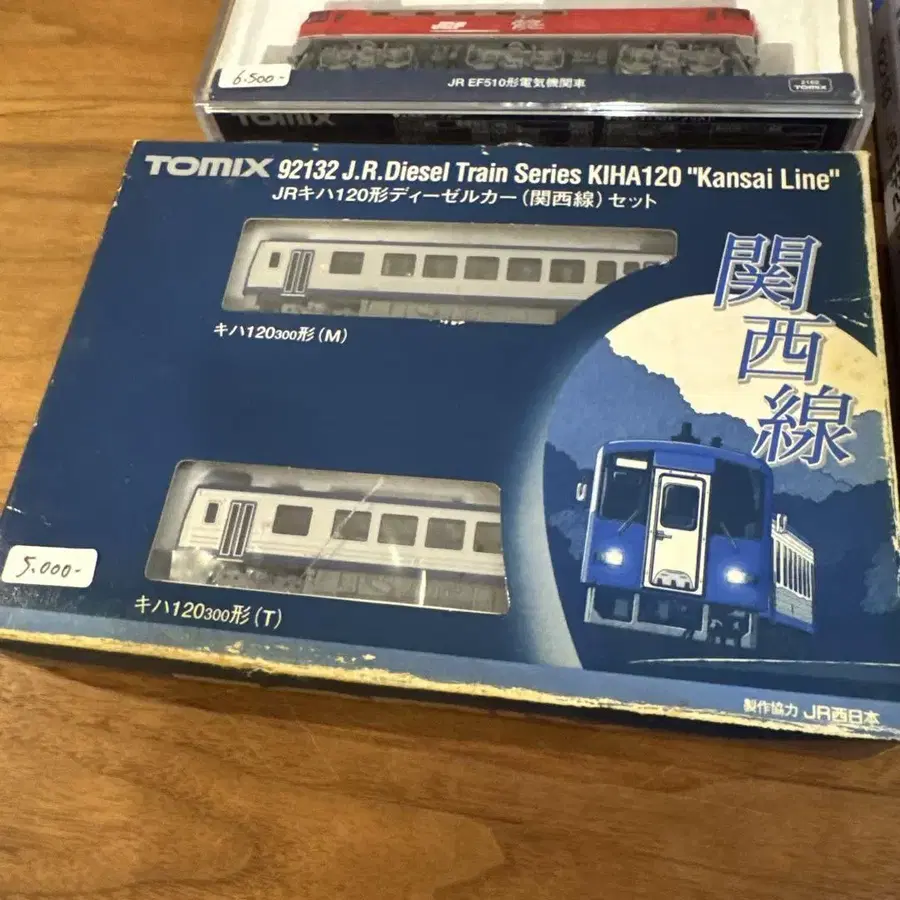 6.500-
JR EF510形電気機関車
TOMIX
TOMIX
TOMIX 92132 J.R.Diesel Train Series KIHA120 "Kansai Line"
JRキハ120形ディーゼルカー(関西線)セット
関西線
キハ120300形(M)
5.000-
キハ120300形(T)
製作協力 JR西日本